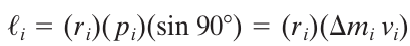 ℓᵢ = (rᵢ)(pᵢ)(sin 90°) = (rᵢ)(Δmᵢ vᵢ)